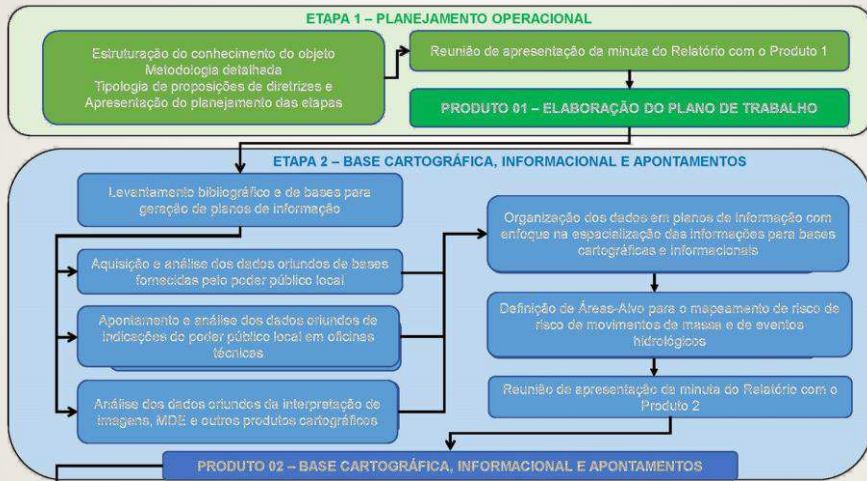 ETAPA 1 – PLANEJAMENTO OPERACIONAL
Estruturação do conhecimento do objeto
Metodologia detalhada
Tipologia de proposições de diretrizes e
Apresentação do planejamento das etapas
Reunião de apresentação da minuta do Relatório com o Produto 1
PRODUTO 01 – ELABORAÇÃO DO PLANO DE TRABALHO
ETAPA 2 – BASE CARTOGRÁFICA, INFORMACIONAL E APONTAMENTOS
Levantamento bibliográfico e de bases para
geração de planos de informação
Aquisição e análise dos dados oriundos de bases
fornecidas pelo poder público local
Apontamento e análise dos dados oriundos de
indicações do poder público local em oficinas
técnicas
Análise dos dados oriundos da interpretação de
imagens, MDE e outros produtos cartográficos
Organização dos dados em planos de informação com
enfoque na espacialização das informações para bases
cartográficas e informacionais
Definição de Áreas-Alvo para o mapeamento de risco de
risco de movimentos de massa e de eventos
hidrológicos
Reunião de apresentação da minuta do Relatório com o
Produto 2
PRODUTO 02 – BASE CARTOGRÁFICA, INFORMACIONAL E APONTAMENTOS